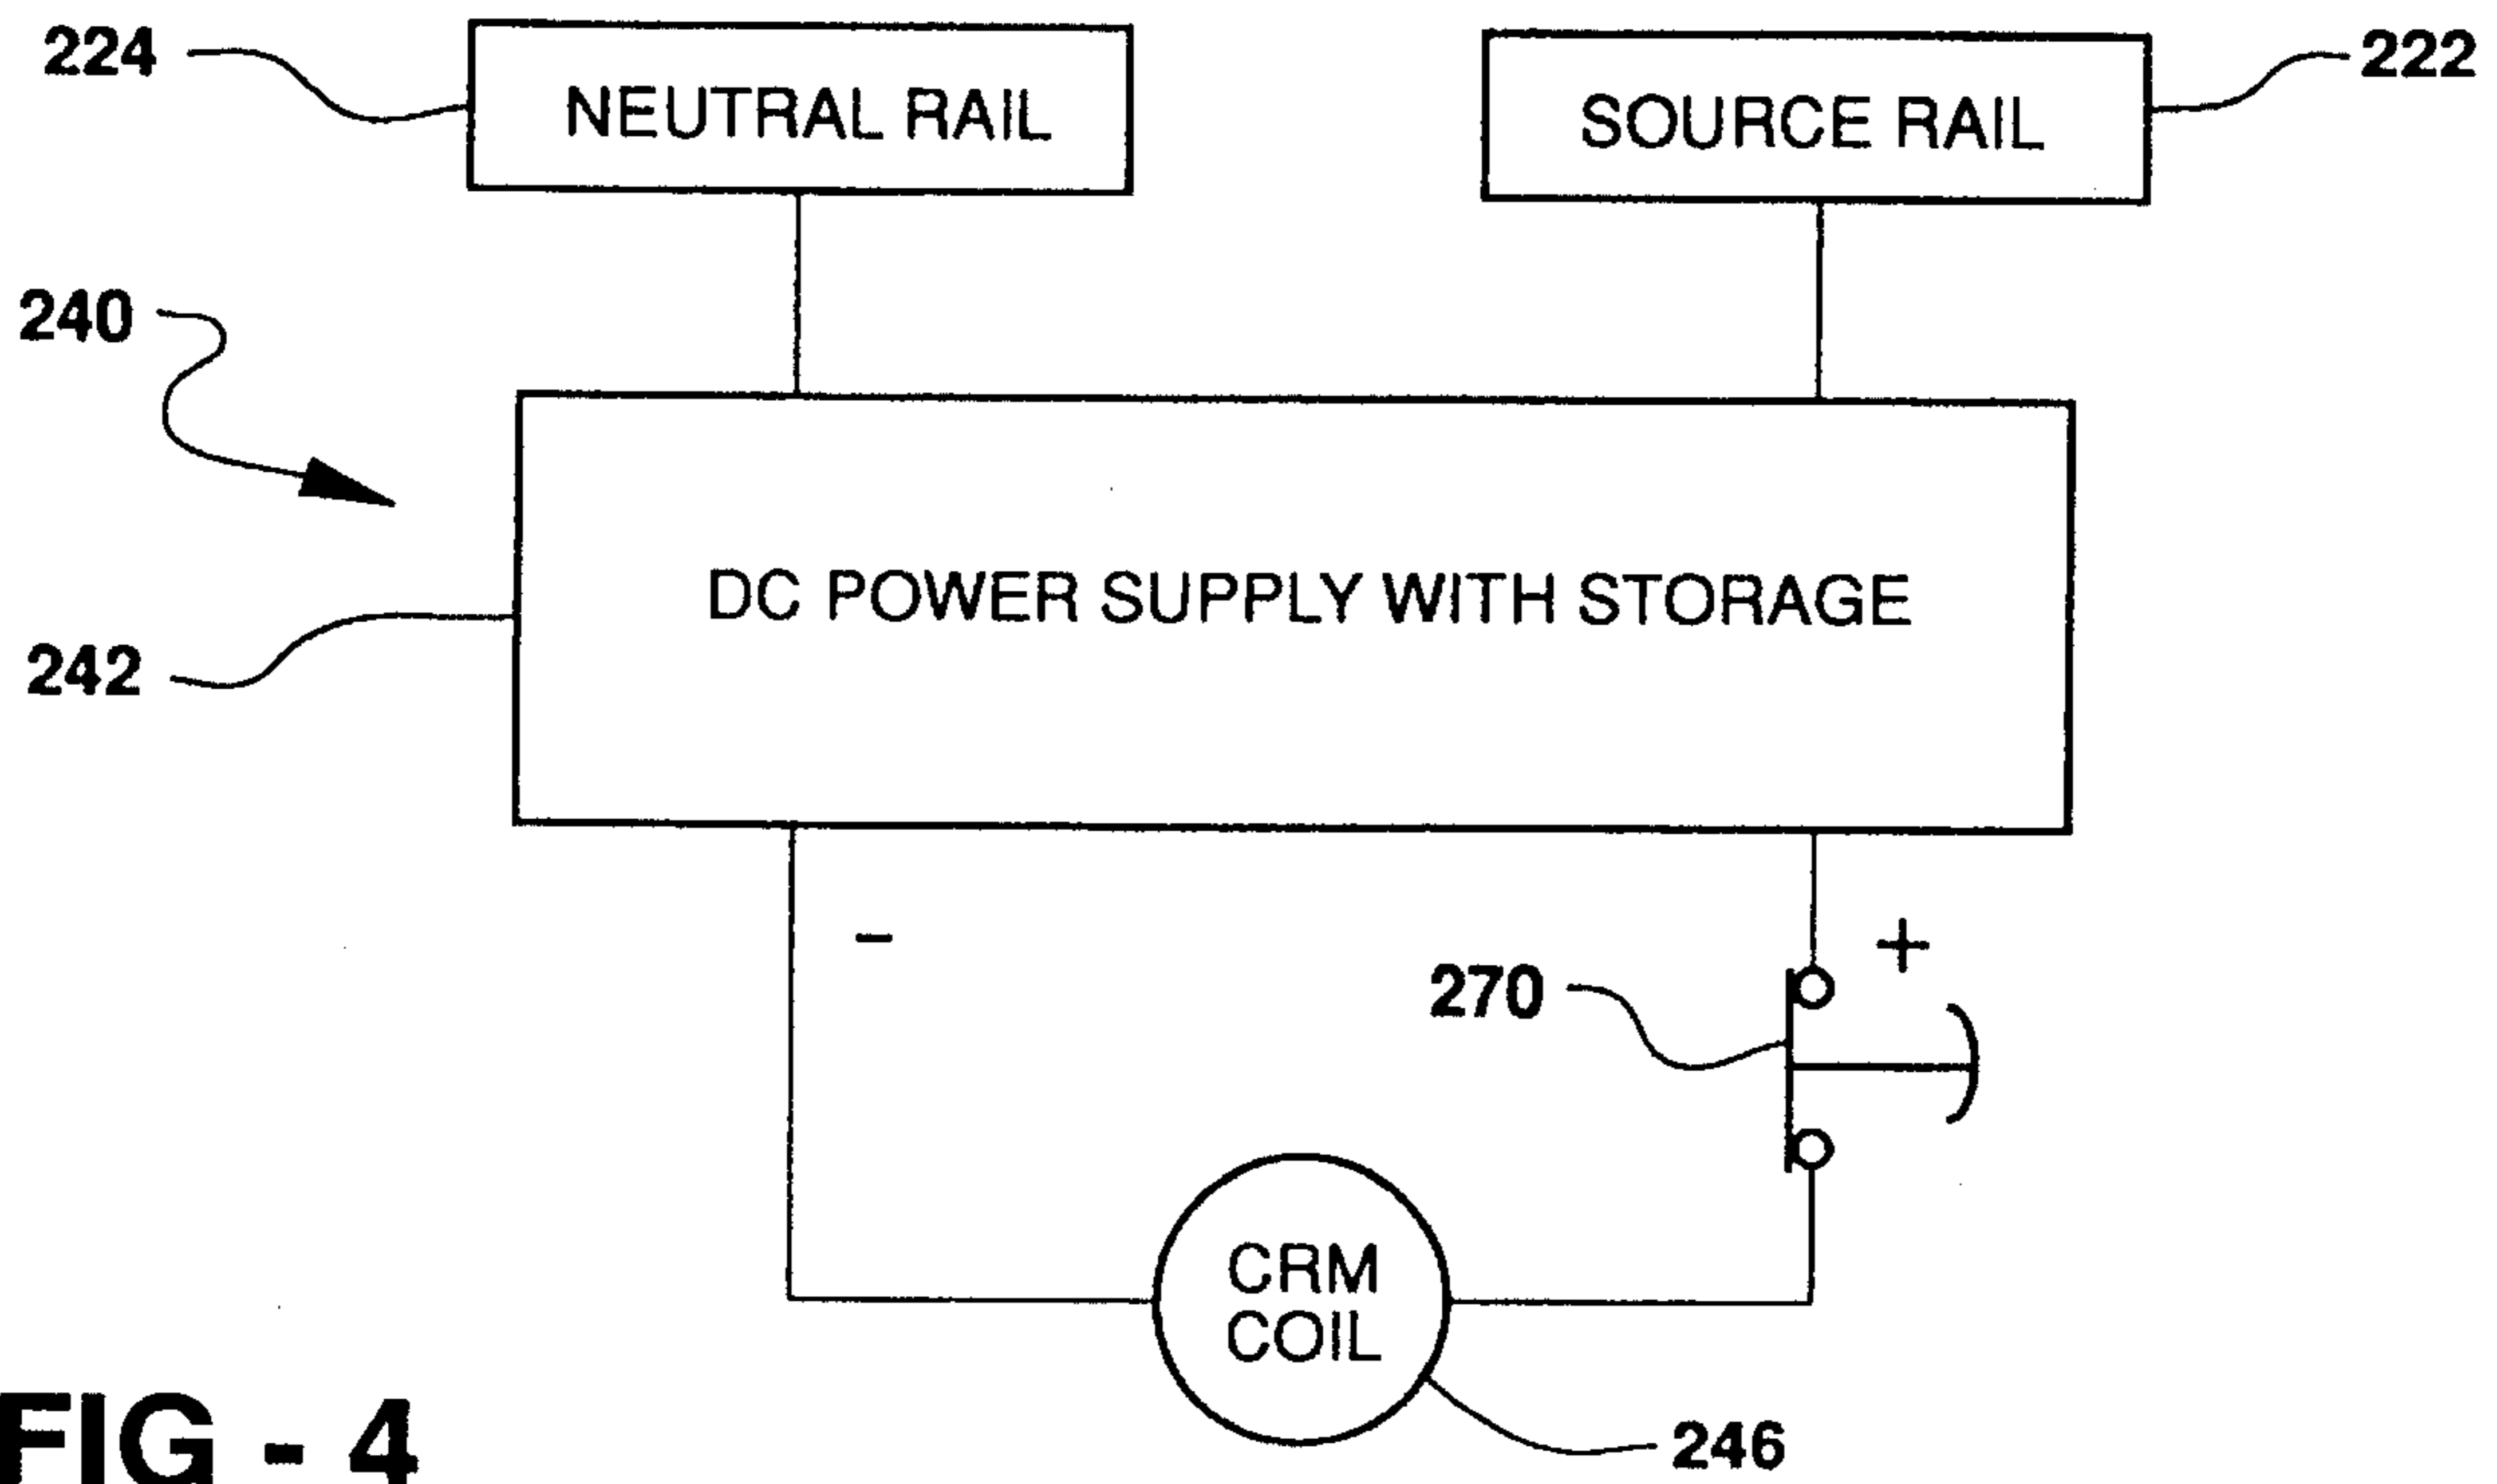 224
NEUTRAL RAIL
SOURCE RAIL
222
240
DC POWER SUPPLY WITH STORAGE
242
-
+
270
CRM
COIL
246
FIG - 4